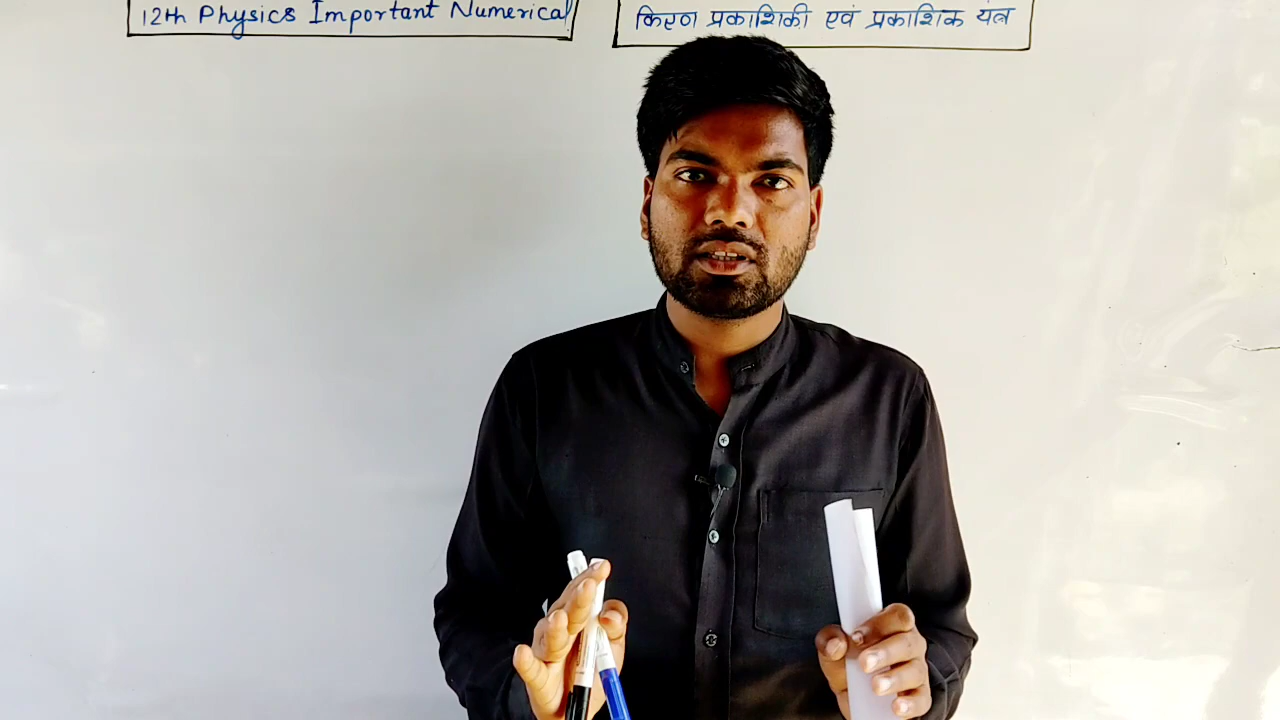 12th Physics Important Numerical
किरण प्रकाशिकी एवं प्रकाशिक यंत्र